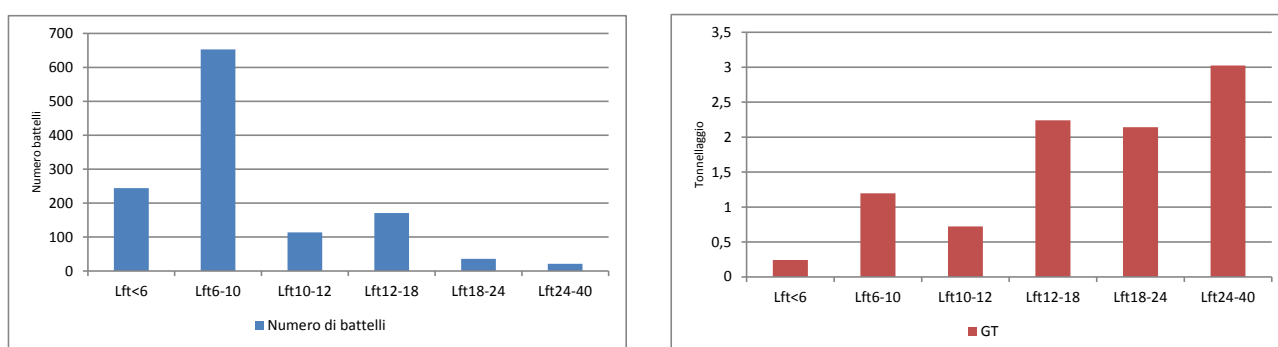 Numero battelli
700
600
500
400
300
200
100
0
Lft<6 Lft6-10 Lft10-12 Lft12-18 Lft18-24 Lft24-40
Numero di battelli
Tonnellaggio
3,5
3
2,5
2
1,5
1
0,5
0
Lft<6 Lft6-10 Lft10-12 Lft12-18 Lft18-24 Lft24-40
GT